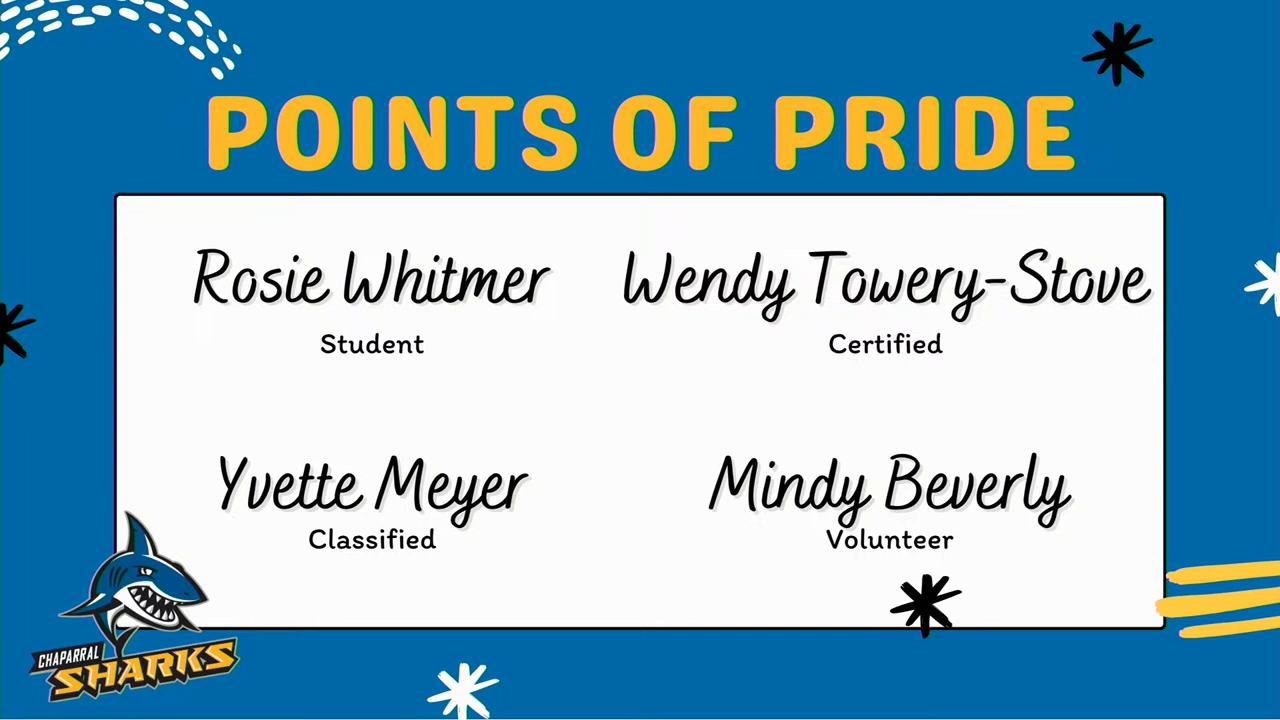 POINTS OF PRIDE
Rosie Whitmer
Student
Wendy Towery-Stove
Certified
Yvette Meyer
Classified
Mindy Beverly
Volunteer
CHAPARRAL
SHARKS